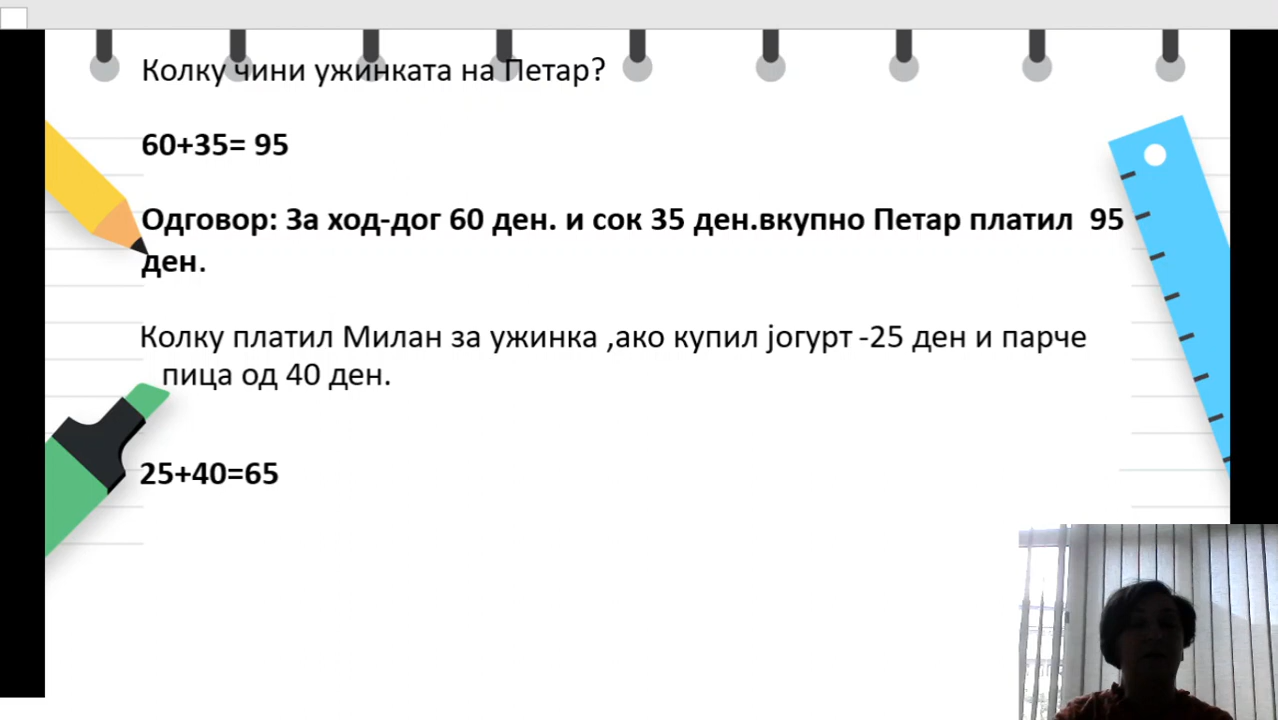 Колку чини ужинката на Петар?
60+35= 95
Одговор: За ход-дог 60 ден. и сок 35 ден.вкупно Петар платил 95
ден.
Колку платил Милан за ужинка ,ако купил јогурт -25 ден и парче
пица од 40 ден.
25+40=65